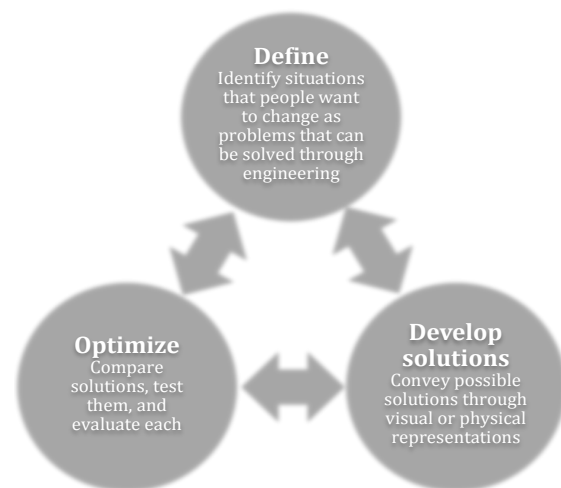 Define
Identify situations
that people want
to change as
problems that can
be solved through
engineering
Optimize
Compare
solutions, test
them, and
evaluate each
Develop
solutions
Convey possible
solutions through
visual or physical
representations